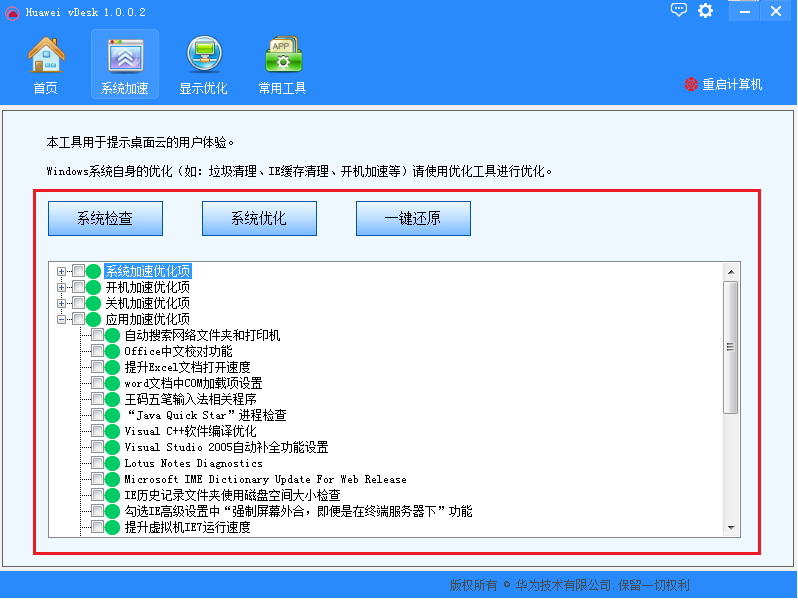 Huawei vDesk 1.0.0.2
首页
系统加速
显示优化
APP
常用工具
重启计算机
本工具用于提示桌面云的用户体验。
Windows系统自身的优化（如：垃圾清理、IE缓存清理、开机加速等）请使用优化工具进行优化。
系统检查
系统优化
一键还原
系统加速优化项
开机加速优化项
关机加速优化项
应用加速优化项
自动搜索网络文件夹和打印机
Office中文校对功能
提升Excel文档打开速度
word文档中COM加载项设置
王码五笔输入法相关程序
“Java Quick Star”进程检查
Visual C++软件编译优化
Visual Studio 2005自动补全功能设置
Lotus Notes Diagnostics
Microsoft IME Dictionary Update For Web Release
IE历史记录文件夹使用磁盘空间大小检查
勾选IE高级设置中“强制屏幕外合，即便是在终端服务器下”功能
提升虚拟机IE7运行速度
版权所有 © 华为技术有限公司. 保留一切权利